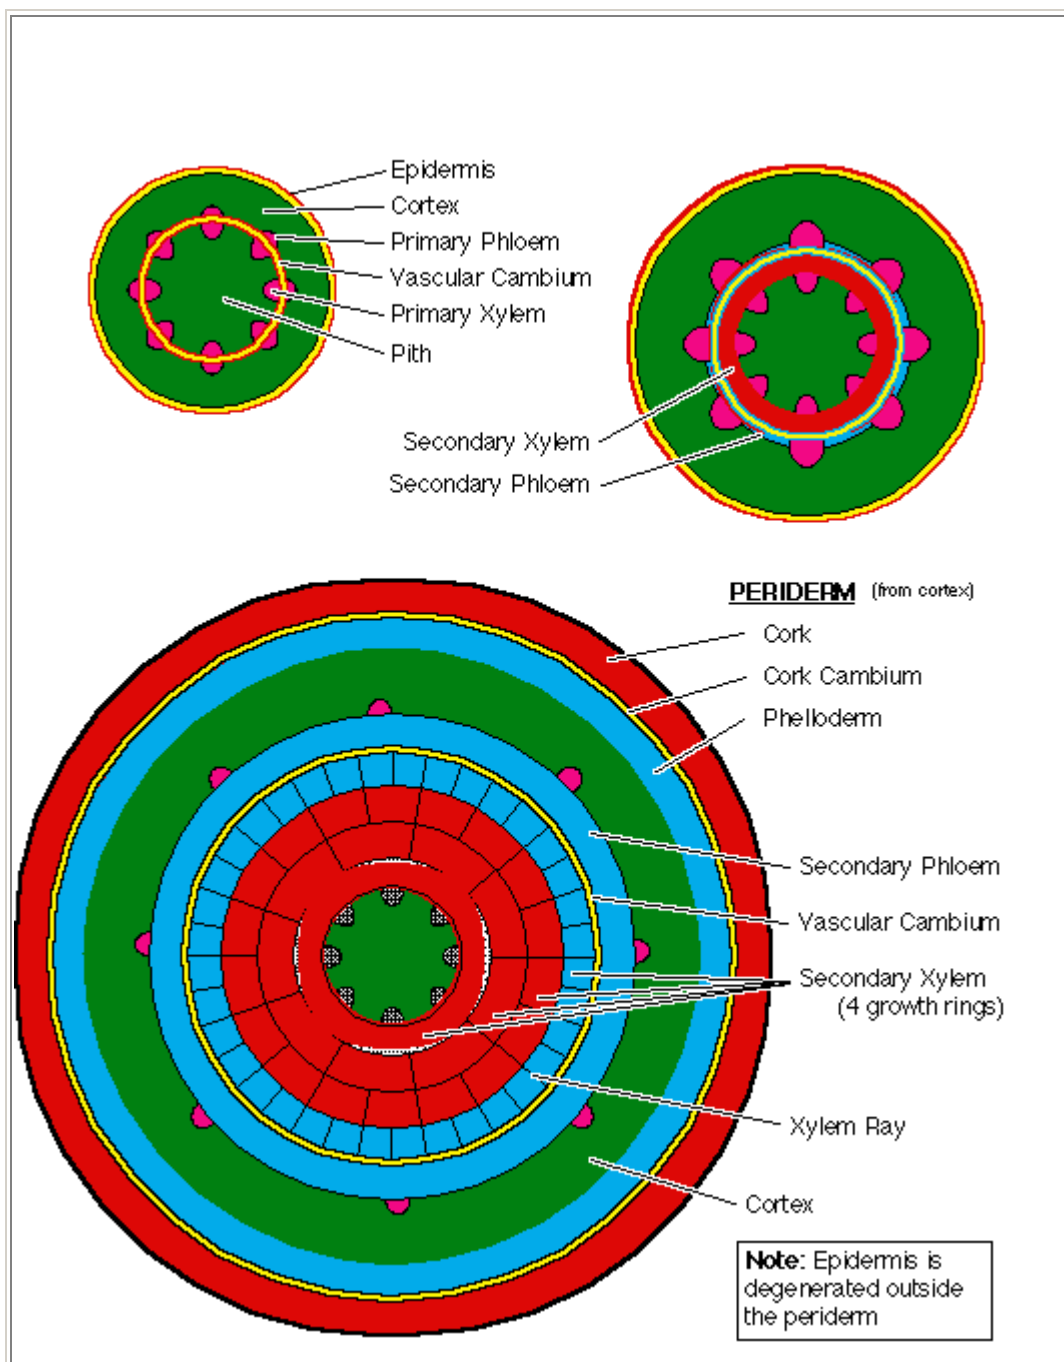 Epidermis
Cortex
Primary Phloem
Vascular Cambium
Primary Xylem
Pith
Secondary Xylem
Secondary Phloem
PERIDERM (from cortex)
Cork
Cork Cambium
Phelloderm
Secondary Phloem
Vascular Cambium
Secondary Xylem
(4 growth rings)
Xylem Ray
Cortex
Note: Epidermis is
degenerated outside
the periderm